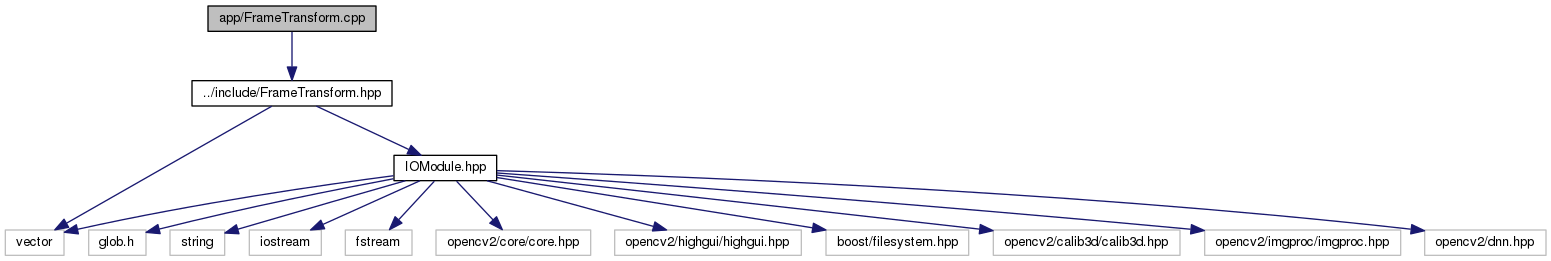 app/FrameTransform.cpp
../include/FrameTransform.hpp
IOModule.hpp
vector
glob.h
string
iostream
fstream
opencv2/core/core.hpp
opencv2/highgui/highgui.hpp
boost/filesystem.hpp
opencv2/calib3d/calib3d.hpp
opencv2/imgproc/imgproc.hpp
opencv2/dnn.hpp